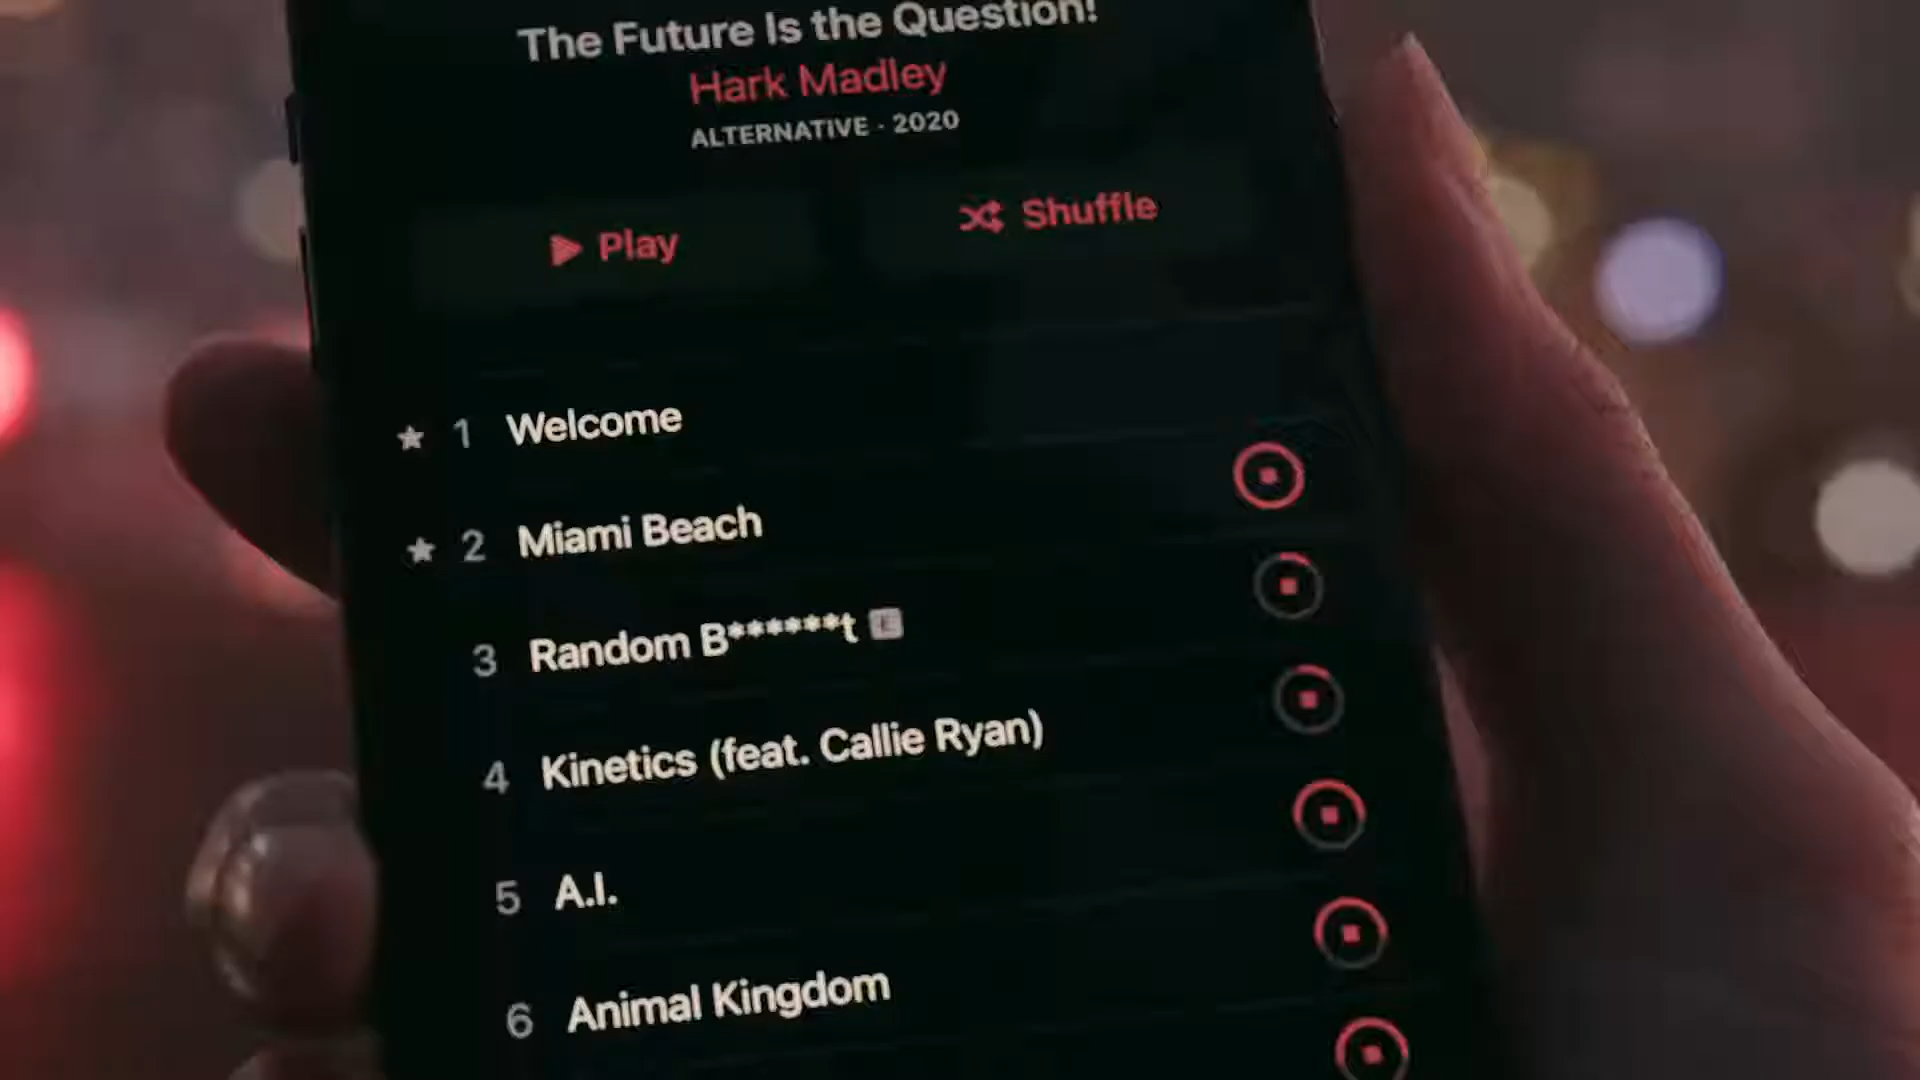 The Future Is the Question!
Hark Madley
ALTERNATIVE · 2020
Play
Shuffle
★ 1 Welcome
★ 2 Miami Beach
3 Random B******t E
4 Kinetics (feat. Callie Ryan)
5 A.I.
6 Animal Kingdom